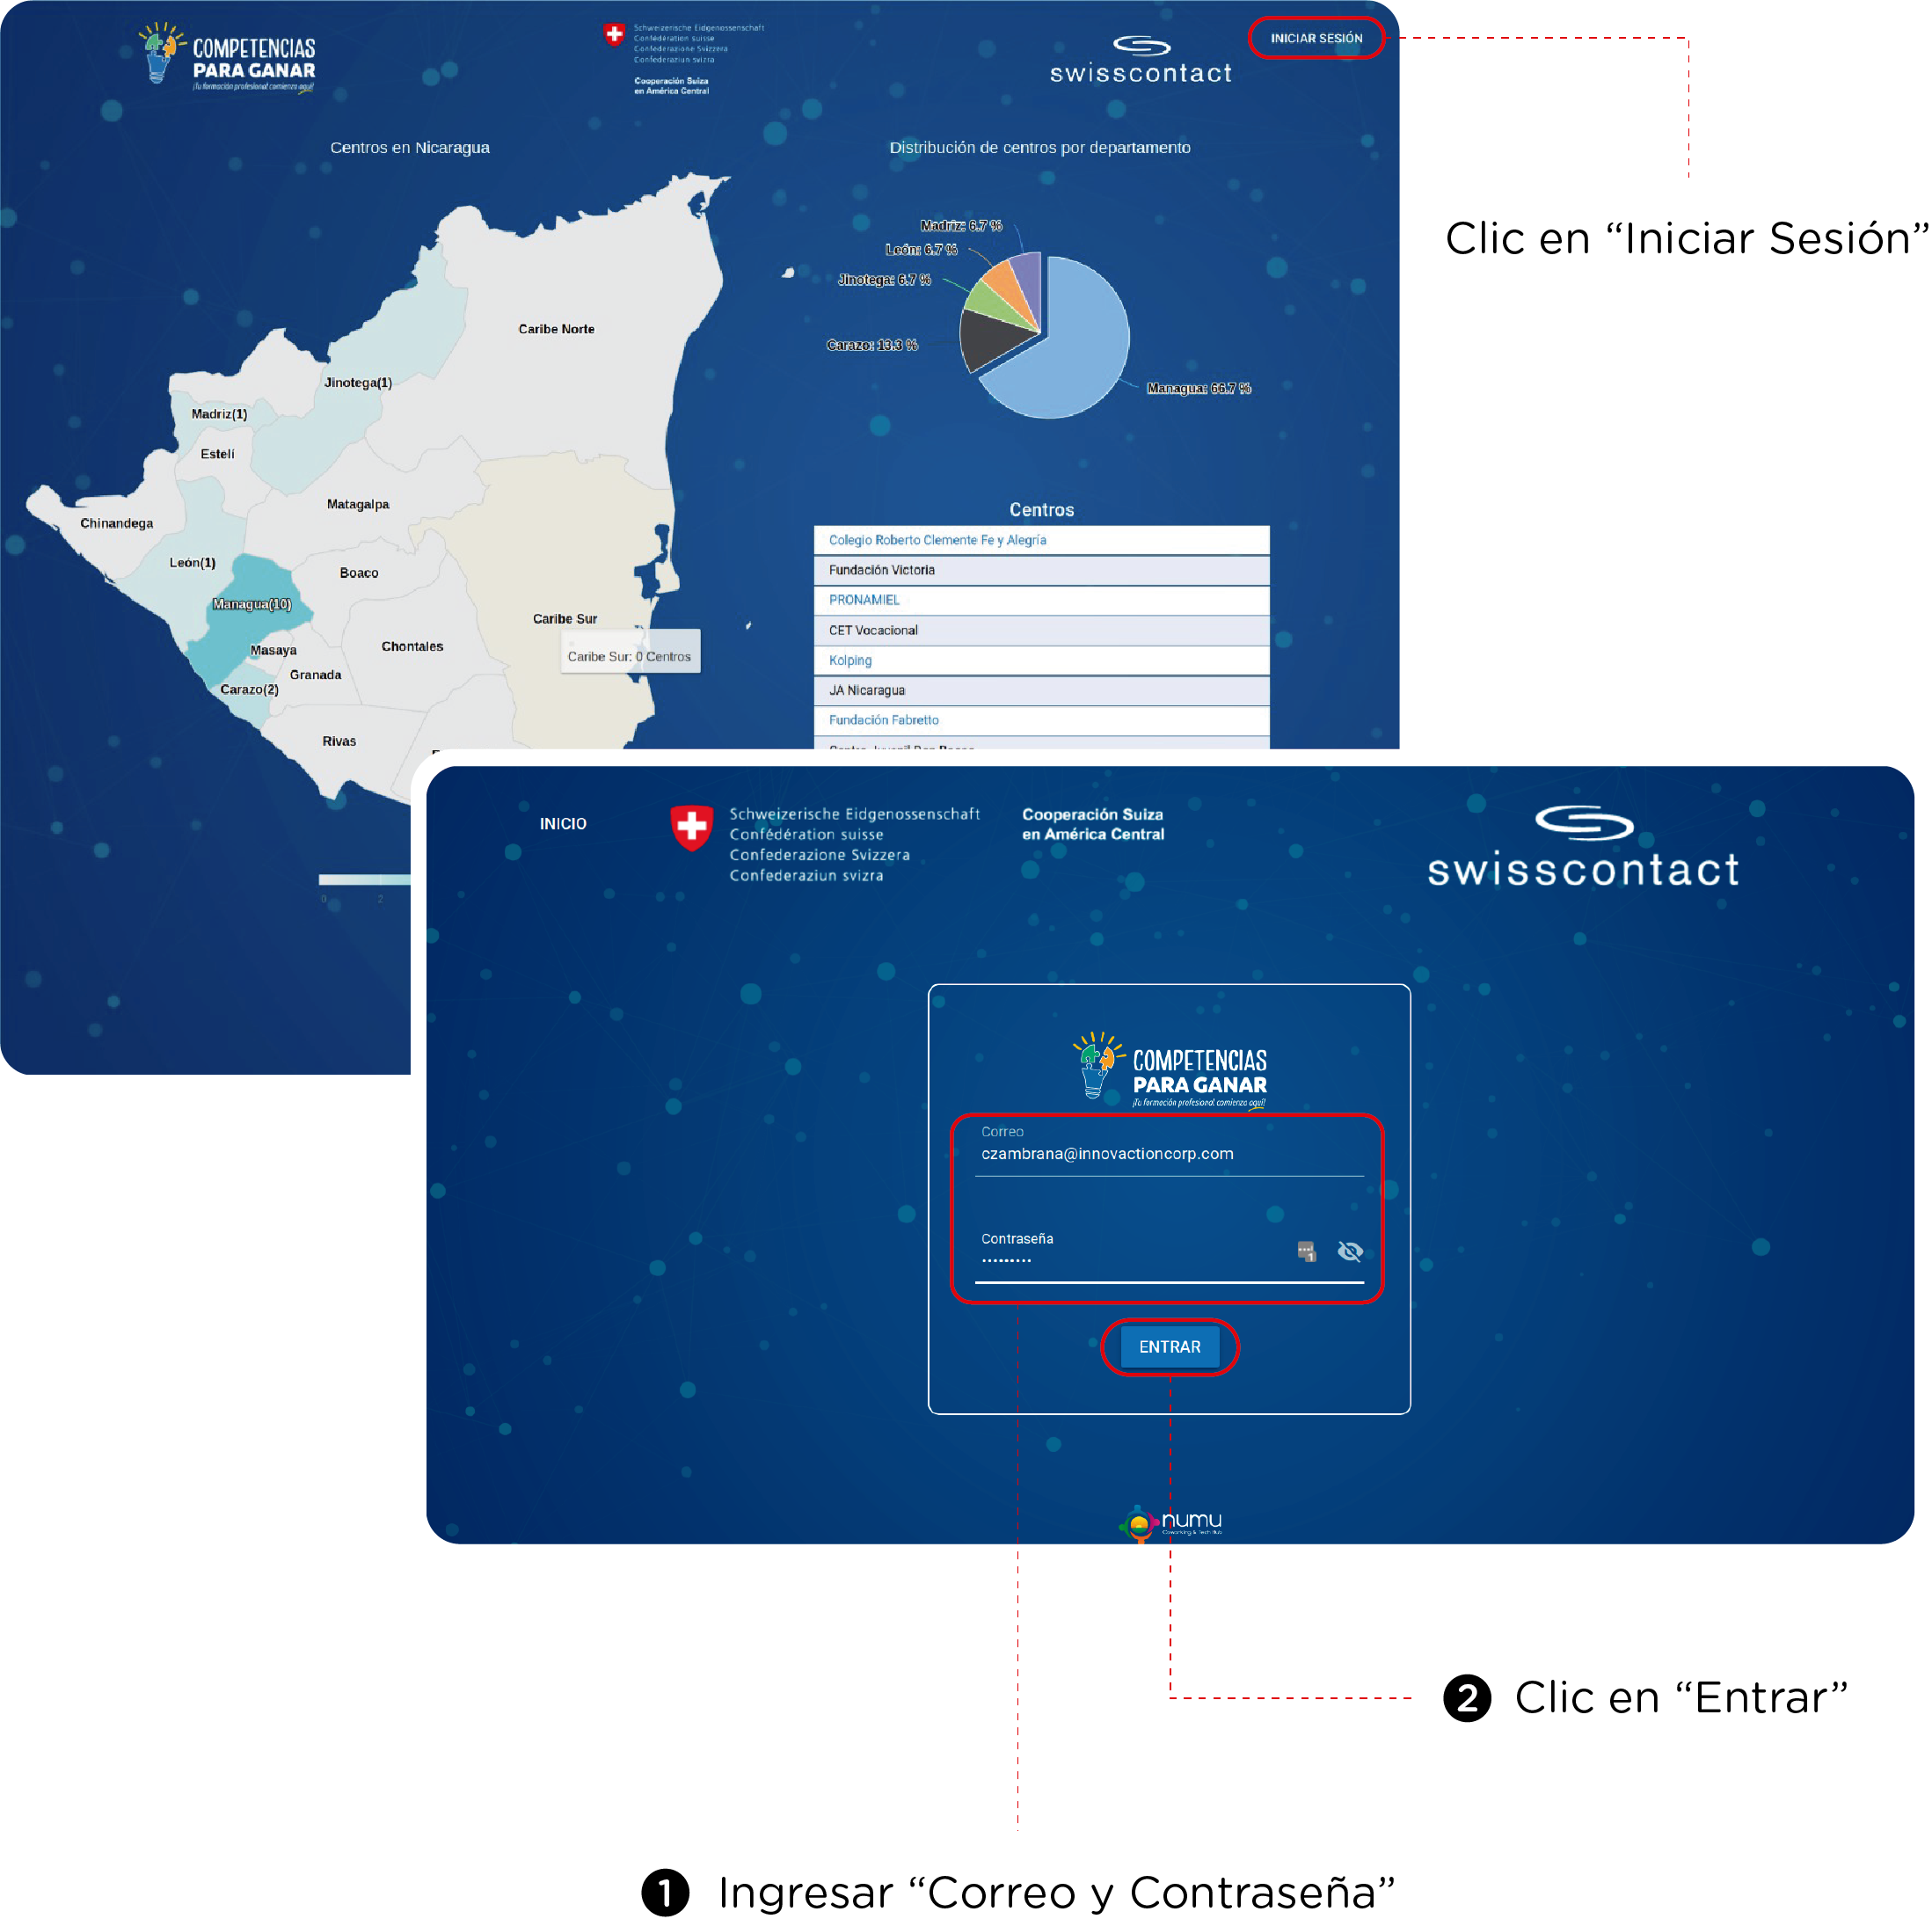 COMPETENCIAS
PARA GANAR
¡Tu formación profesional comienza aquí!
Schweizerische Eidgenossenschaft
Confédération suisse
Confederazione Svizzera
Confederaziun svizra
Cooperación Suiza
en América Central
swisscontact
INICIAR SESIÓN
Clic en “Iniciar Sesión”
Centros en Nicaragua
Caribe Norte
Jinotega(1)
Madriz(1)
Estelí
Matagalpa
Chinandega
León(1)
Boaco
Managua(10)
Caribe Sur
Masaya
Chontales
Caribe Sur: 0 Centros
Granada
Carazo(2)
Rivas
0
2
Distribución de centros por departamento
Madriz: 6.7 %
León: 6.7 %
Jinotega: 6.7 %
Carazo: 13.3 %
Managua: 66.7 %
Centros
Colegio Roberto Clemente Fe y Alegría
Fundación Victoria
PRONAMIEL
CET Vocacional
Kolping
JA Nicaragua
Fundación Fabretto
INICIO
Schweizerische Eidgenossenschaft
Confédération suisse
Confederazione Svizzera
Confederaziun svizra
Cooperación Suiza
en América Central
swisscontact
COMPETENCIAS
PARA GANAR
¡Tu formación profesional comienza aquí!
Correo
czambrana@innovactioncorp.com
Contraseña
•••••••••
1
ENTRAR
numu
Coworking & Tech Hub
2 Clic en “Entrar”
1 Ingresar “Correo y Contraseña”